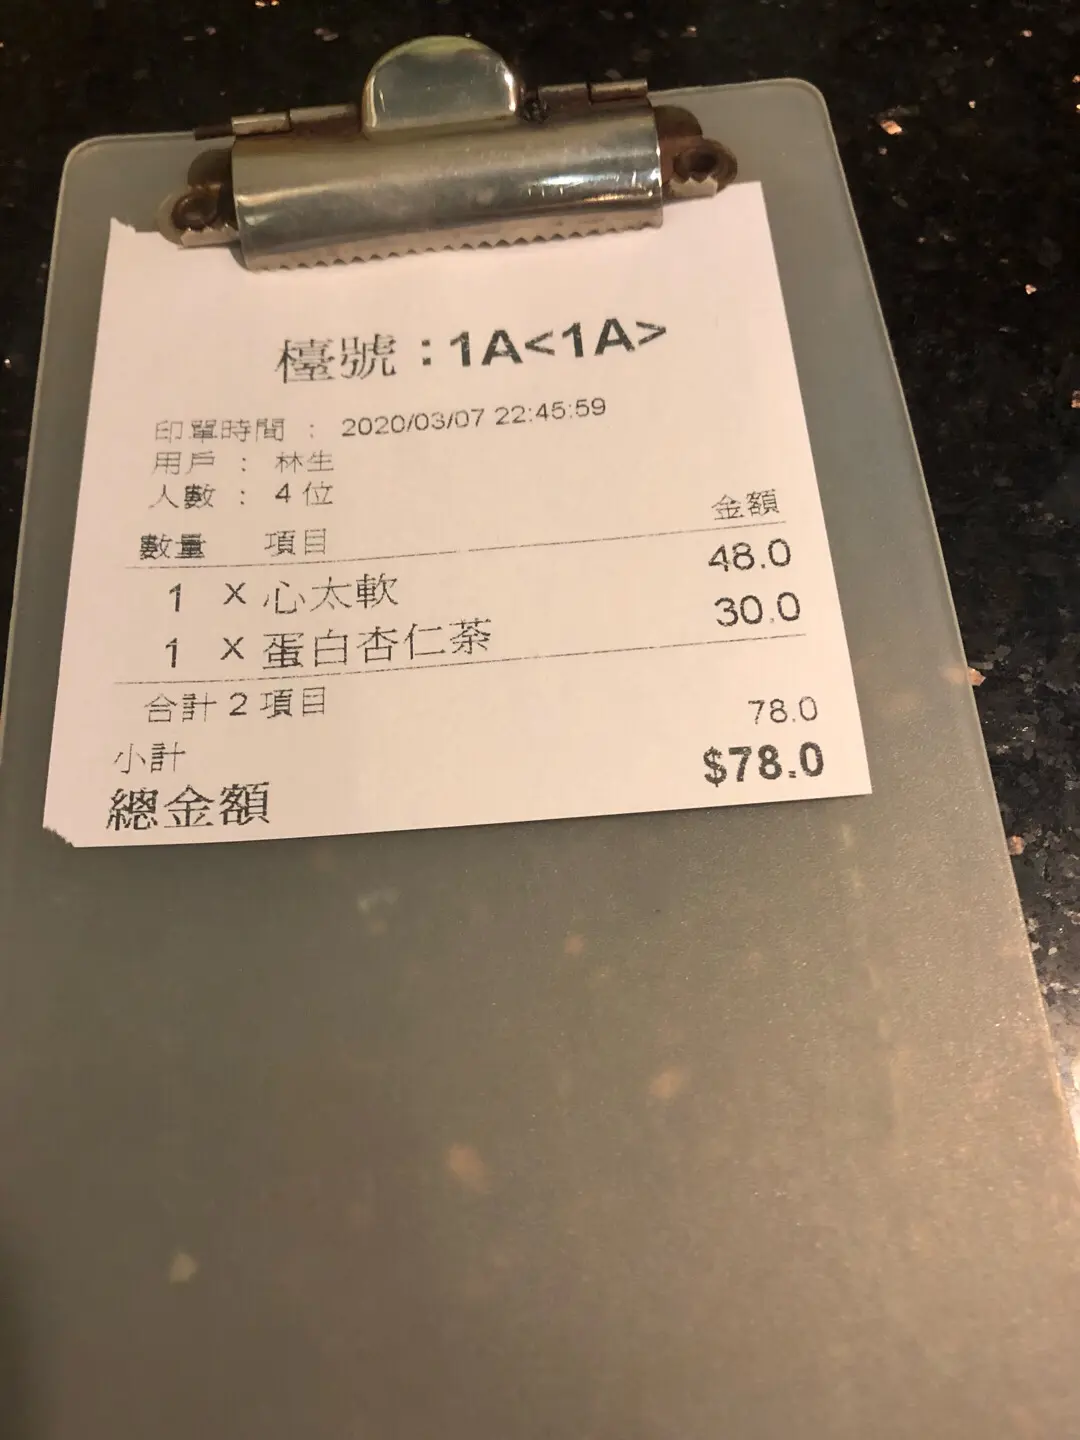 檯號：1A<1A>
印單時間 ： 2020/03/07 22:45:59
用戶 ： 林生
人數 ： 4 位
數量 項目 金額
1 X 心太軟 48.0
1 X 蛋白杏仁茶 30.0
合計 2 項目
小計 78.0
總金額 $78.0